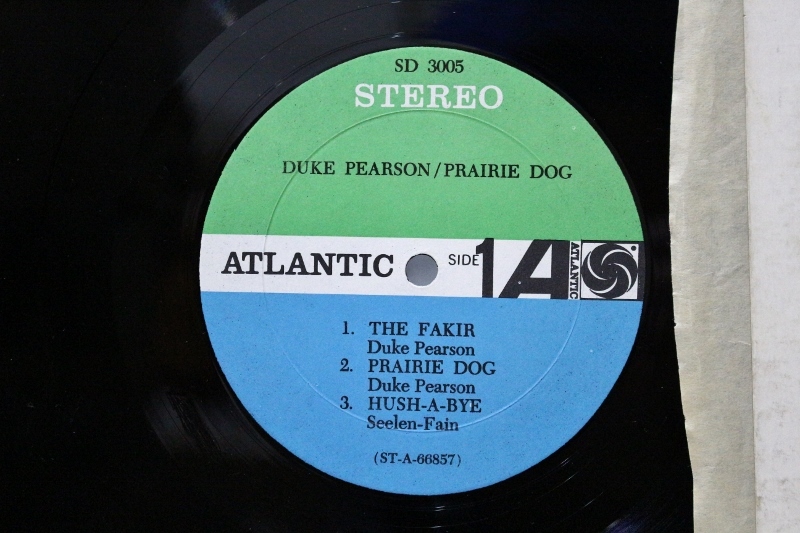 SD 3005
STEREO
DUKE PEARSON/PRAIRIE DOG
ATLANTIC SIDE 1 A ATLANTIC
1. THE FAKIR
Duke Pearson
2. PRAIRIE DOG
Duke Pearson
3. HUSH-A-BYE
Seelen-Fain
(ST-A-66857)